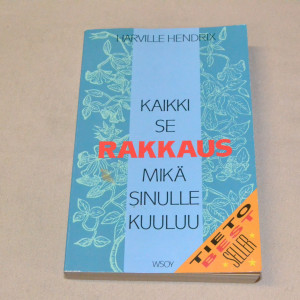 HARVILLE HENDRIX
KAIKKI
SE
RAKKAUS
MIKÄ
SINULLE
KUULUU
TIETO
BEST
SELLER
WSOY